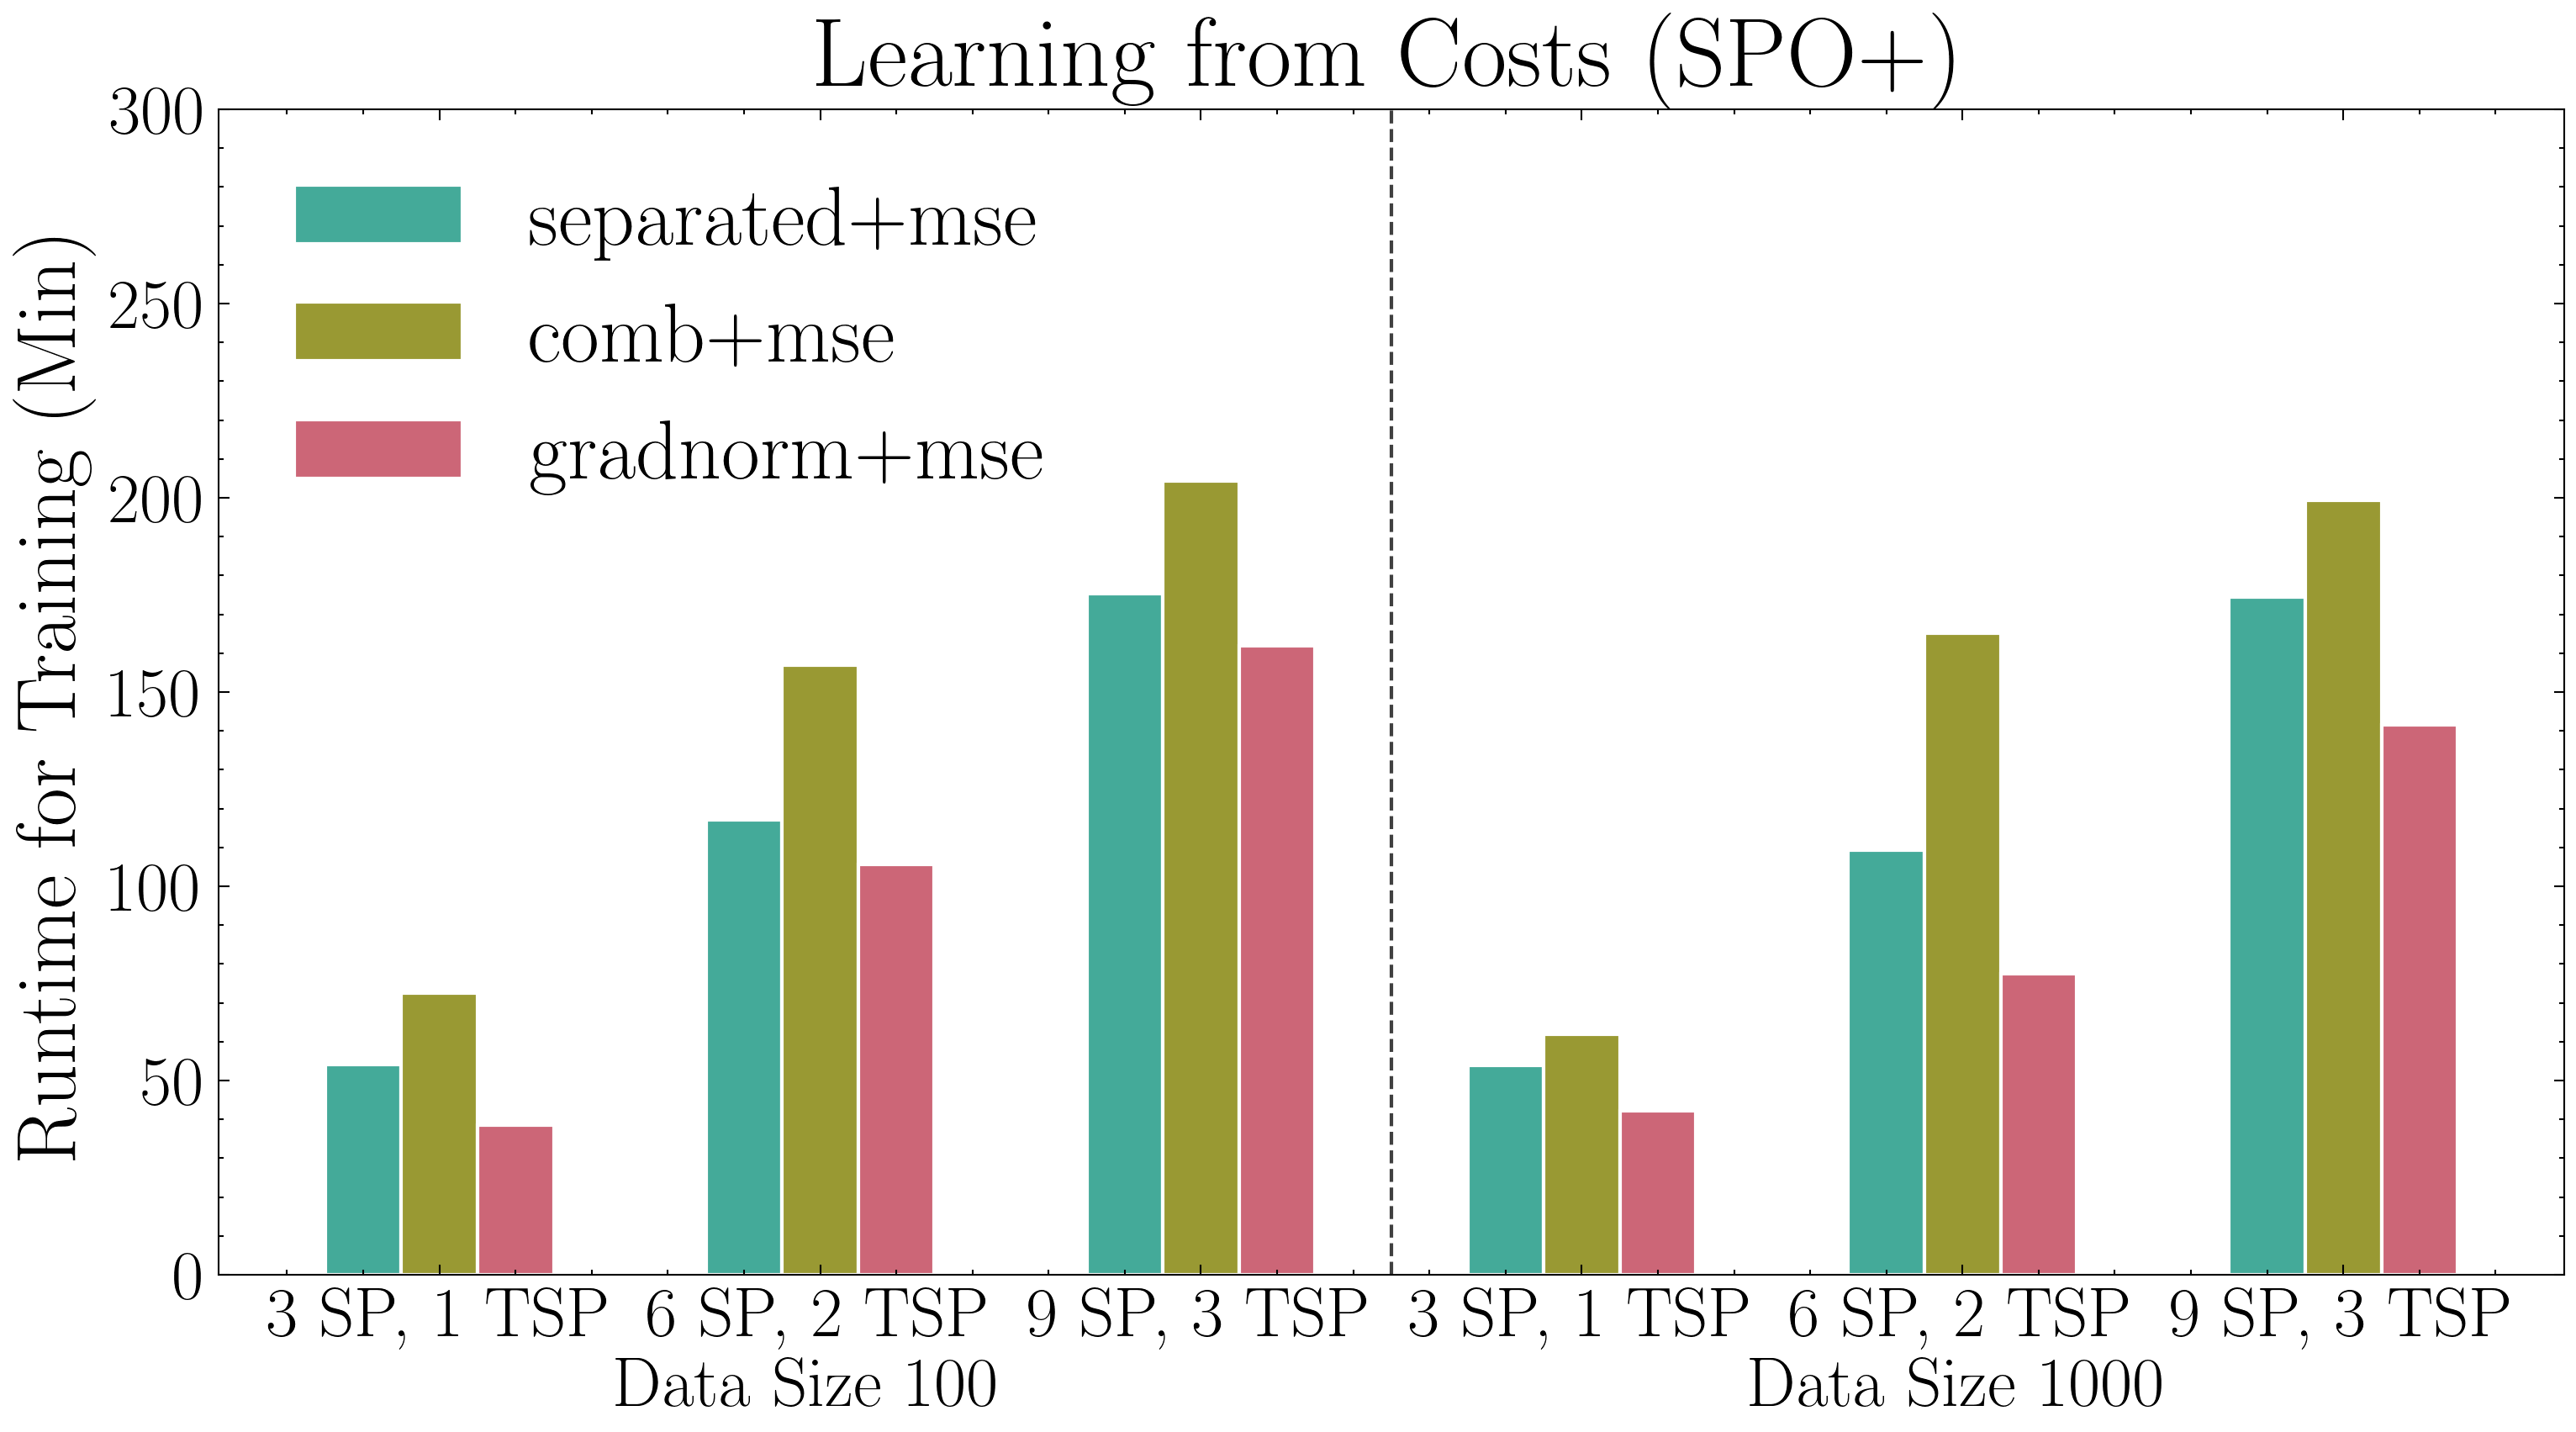 Learning from Costs (SPO+)
Runtime for Training (Min)
300
250
200
150
100
50
0
separated+mse
comb+mse
gradnorm+mse
3 SP, 1 TSP
6 SP, 2 TSP
9 SP, 3 TSP
3 SP, 1 TSP
6 SP, 2 TSP
9 SP, 3 TSP
Data Size 100
Data Size 1000